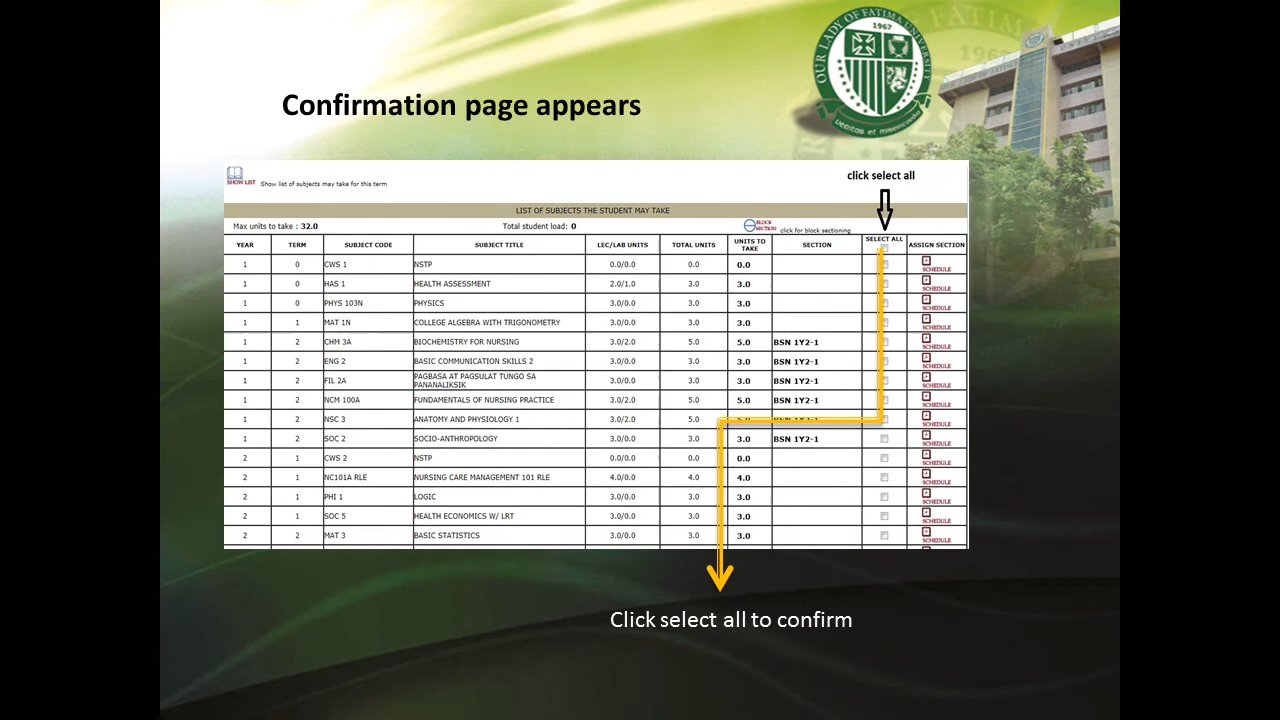 OUR LADY OF FATIMA UNIVERSITY
1967
Veritas et misericordia
Confirmation page appears
click select all
SHOW LIST Show list of subjects may take for this term
LIST OF SUBJECTS THE STUDENT MAY TAKE
Max units to take : 32.0 Total student load: 0 BLOCK SECTION click for block sectioning
YEAR TERM SUBJECT CODE SUBJECT TITLE LEC/LAB UNITS TOTAL UNITS UNITS TO TAKE SECTION SELECT ALL ASSIGN SECTION
1 0 CWS 1 NSTP 0.0/0.0 0.0 0.0 SCHEDULE
1 0 HAS 1 HEALTH ASSESSMENT 2.0/1.0 3.0 3.0 SCHEDULE
1 0 PHYS 103N PHYSICS 3.0/0.0 3.0 3.0 SCHEDULE
1 1 MAT 1N COLLEGE ALGEBRA WITH TRIGONOMETRY 3.0/0.0 3.0 3.0 SCHEDULE
1 2 CHM 3A BIOCHEMISTRY FOR NURSING 3.0/2.0 5.0 5.0 BSN 1Y2-1 SCHEDULE
1 2 ENG 2 BASIC COMMUNICATION SKILLS 2 3.0/0.0 3.0 3.0 BSN 1Y2-1 SCHEDULE
1 2 FIL 2A PAGBASA AT PAGSULAT TUNGO SA PANANALIKSIK 3.0/0.0 3.0 3.0 BSN 1Y2-1 SCHEDULE
1 2 NCM 100A FUNDAMENTALS OF NURSING PRACTICE 3.0/2.0 5.0 5.0 BSN 1Y2-1 SCHEDULE
1 2 NSC 3 ANATOMY AND PHYSIOLOGY 1 3.0/2.0 5.0 5.0 BSN 1Y2-1 SCHEDULE
1 2 SOC 2 SOCIO-ANTHROPOLOGY 3.0/0.0 3.0 3.0 BSN 1Y2-1 SCHEDULE
2 1 CWS 2 NSTP 0.0/0.0 0.0 0.0 SCHEDULE
2 1 NC101A RLE NURSING CARE MANAGEMENT 101 RLE 4.0/0.0 4.0 4.0 SCHEDULE
2 1 PHI 1 LOGIC 3.0/0.0 3.0 3.0 SCHEDULE
2 1 SOC 5 HEALTH ECONOMICS W/ LRT 3.0/0.0 3.0 3.0 SCHEDULE
2 2 MAT 3 BASIC STATISTICS 3.0/0.0 3.0 3.0 SCHEDULE
Click select all to confirm